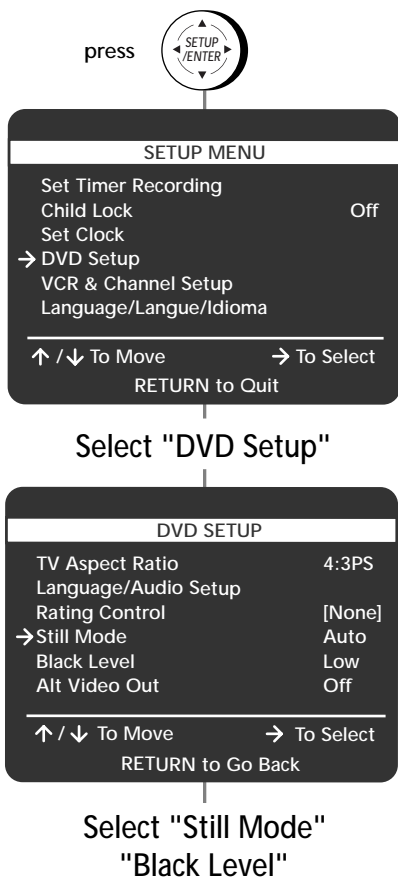 press
SETUP
/ENTER
SETUP MENU
Set Timer Recording
Child Lock Off
Set Clock
→ DVD Setup
VCR & Channel Setup
Language/Langue/Idioma
↑ / ↓ To Move → To Select
RETURN to Quit
Select "DVD Setup"
DVD SETUP
TV Aspect Ratio 4:3PS
Language/Audio Setup
Rating Control [None]
→ Still Mode Auto
Black Level Low
Alt Video Out Off
↑ / ↓ To Move → To Select
RETURN to Go Back
Select "Still Mode"
"Black Level"